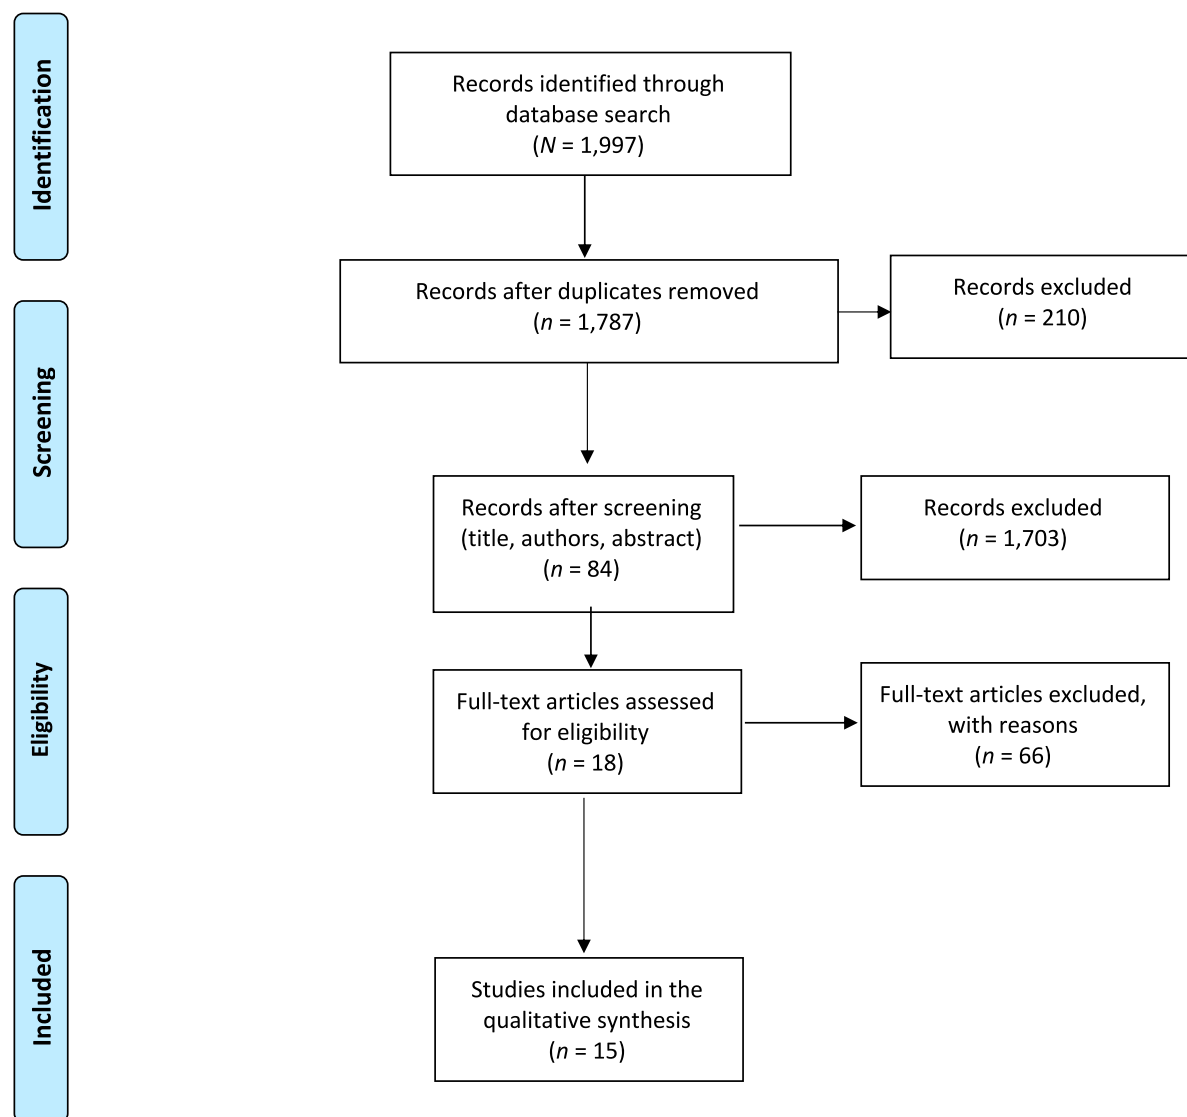 Identification
Records identified through
database search
(N = 1,997)
Records after duplicates removed
(n = 1,787)
Records excluded
(n = 210)
Screening
Records after screening
(title, authors, abstract)
(n = 84)
Records excluded
(n = 1,703)
Eligibility
Full-text articles assessed
for eligibility
(n = 18)
Full-text articles excluded,
with reasons
(n = 66)
Included
Studies included in the
qualitative synthesis
(n = 15)